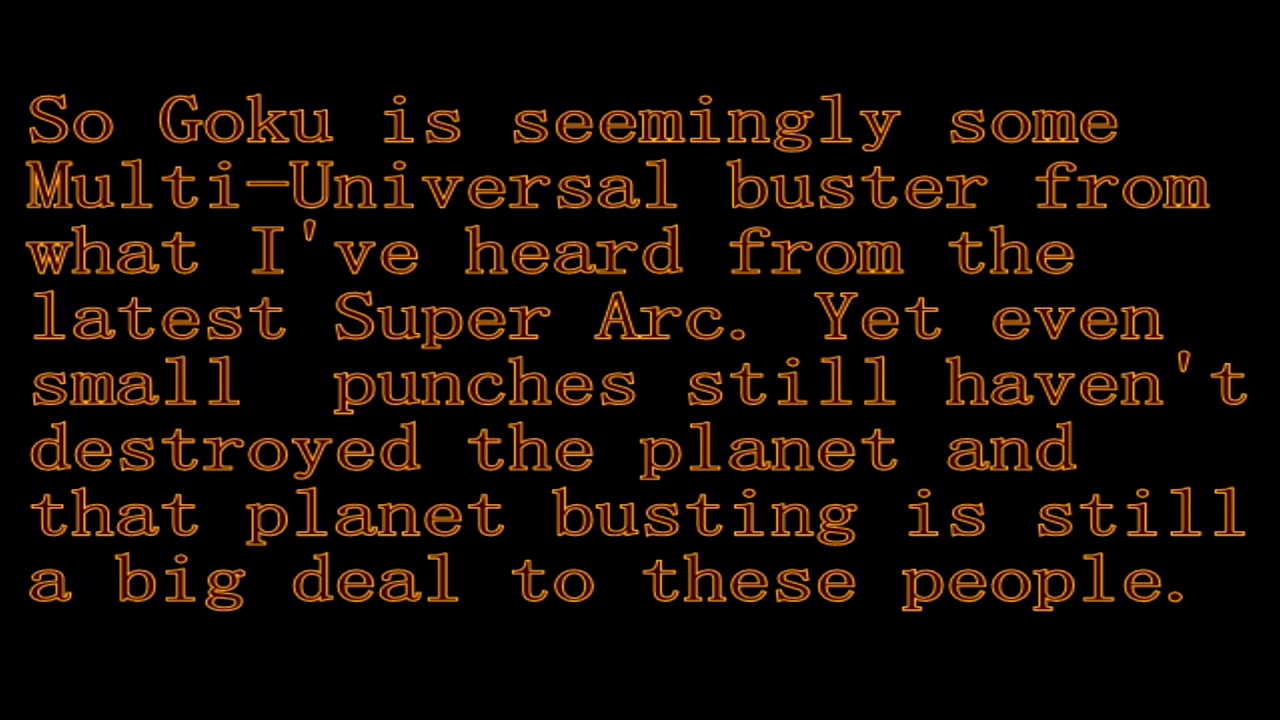 So Goku is seemingly some
Multi-Universal buster from
what I've heard from the
latest Super Arc. Yet even
small  punches still haven't
destroyed the planet and
that planet busting is still
a big deal to these people.